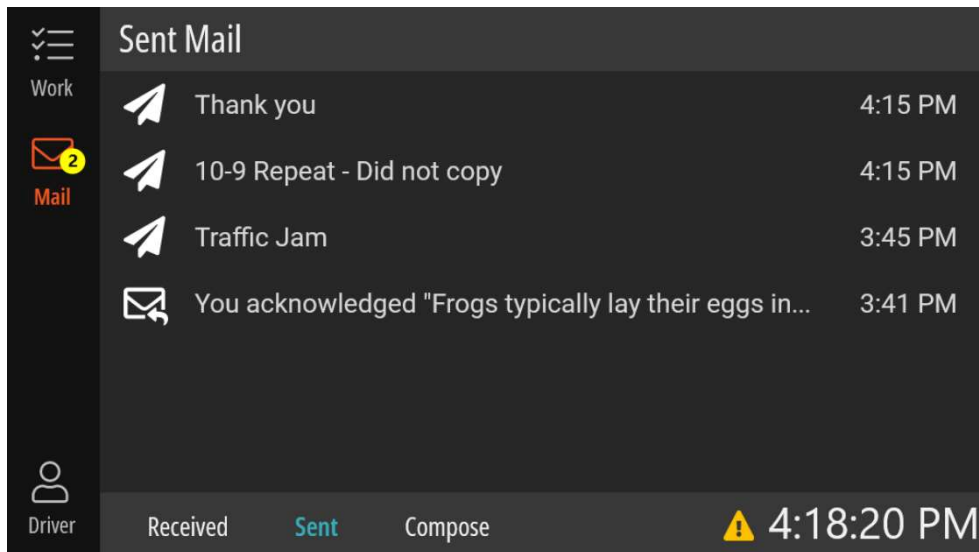 Sent Mail
Work
Thank you 4:15 PM
2
Mail
10-9 Repeat - Did not copy 4:15 PM
Traffic Jam 3:45 PM
You acknowledged "Frogs typically lay their eggs in... 3:41 PM
Driver
Received Sent Compose 4:18:20 PM